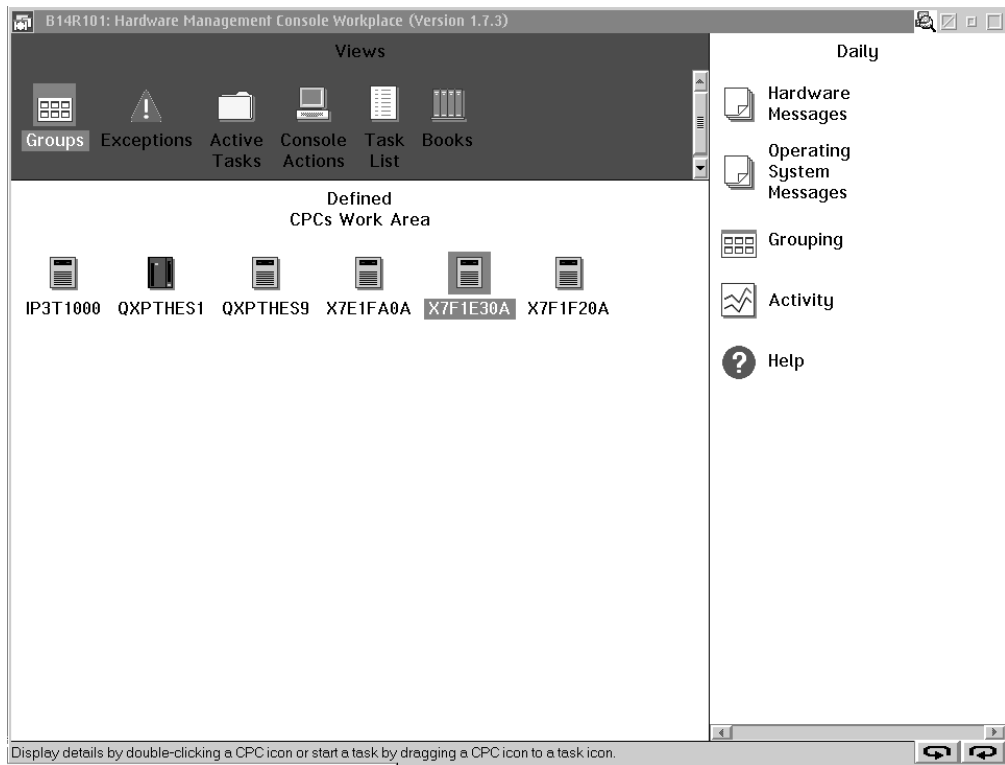 B14R101: Hardware Management Console Workplace (Version 1.7.3)
Views
Groups
Exceptions
Active
Tasks
Console
Actions
Task
List
Books
Defined
CPCs Work Area
IP3T1000
QXPTHES1
QXPTHES9
X7E1FA0A
X7F1E30A
X7F1F20A
Daily
Hardware
Messages
Operating
System
Messages
Grouping
Activity
Help
Display details by double-clicking a CPC icon or start a task by dragging a CPC icon to a task icon.